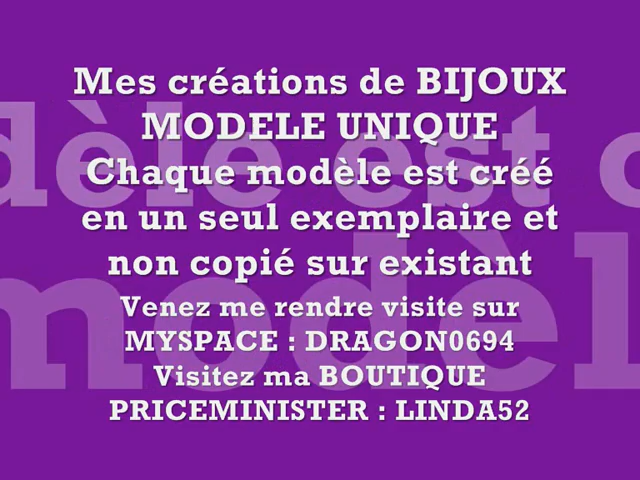 Mes créations de BIJOUX
MODELE UNIQUE
Chaque modèle est créé
en un seul exemplaire et
non copié sur existant
Venez me rendre visite sur
MYSPACE : DRAGON0694
Visitez ma BOUTIQUE
PRICEMINISTER : LINDA52